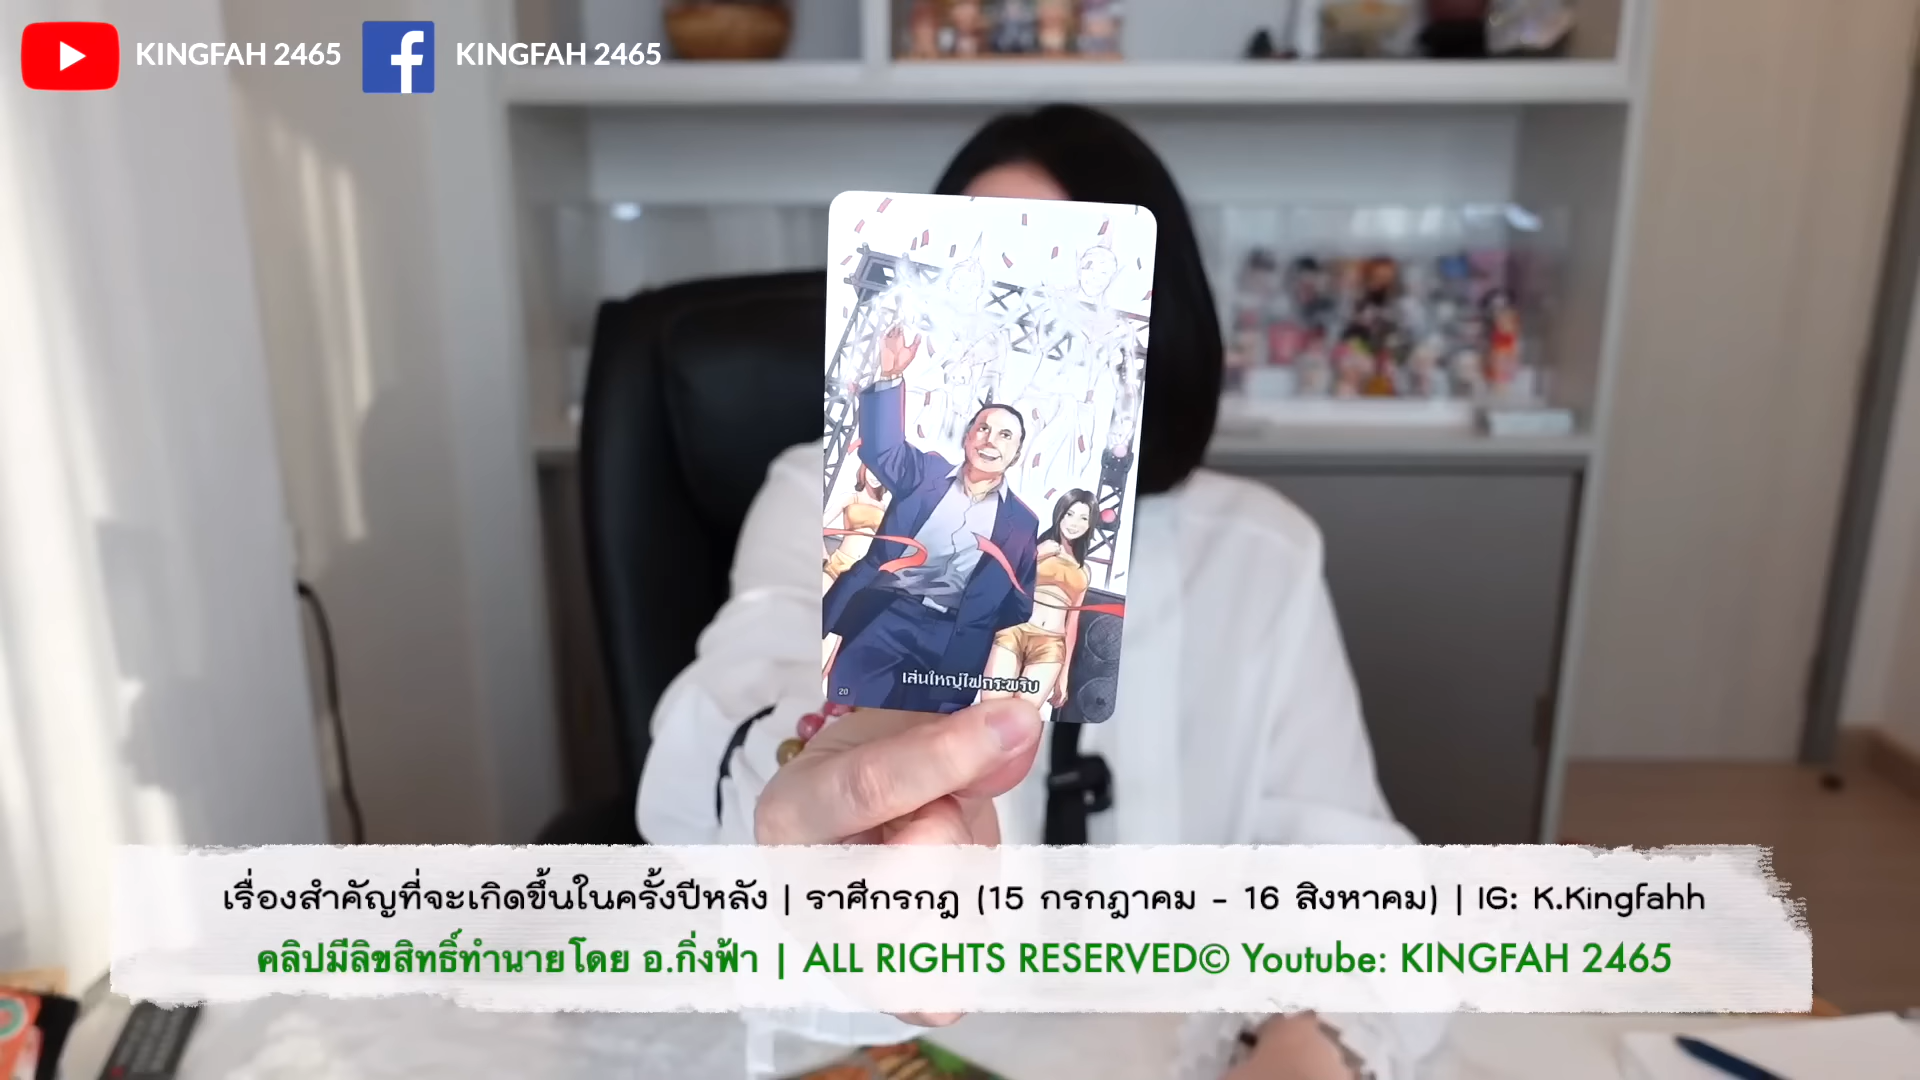 KINGFAH 2465
KINGFAH 2465
เล่นใหญ่ไฟกระพริบ
20
เรื่องสำคัญที่จะเกิดขึ้นในครั้งปีหลัง | ราศีกรกฎ (15 กรกฎาคม - 16 สิงหาคม) | IG: K.Kingfahh
คลิปมีลิขสิทธิ์ทำนายโดย อ.กิ่งฟ้า | ALL RIGHTS RESERVED© Youtube: KINGFAH 2465